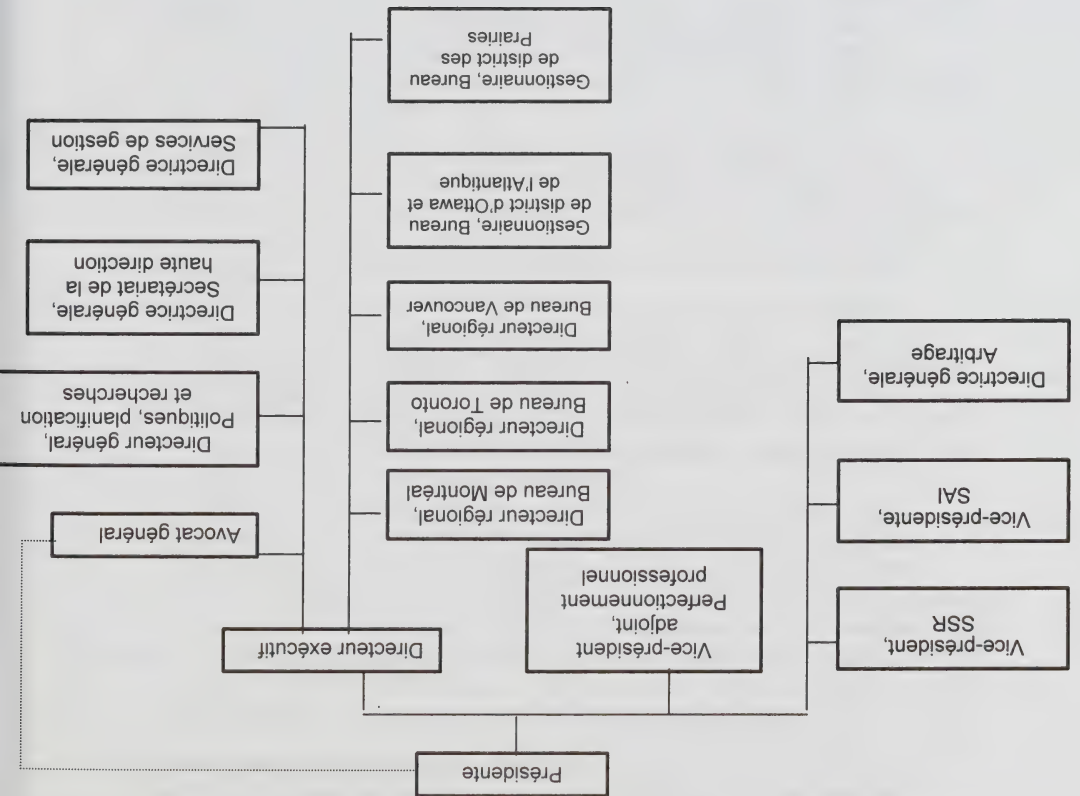 Présidente
Directeur exécutif
Avocat général
Directeur général,
Politiques, planification
et recherches
Directrice générale,
Secrétariat de la
haute direction
Directrice générale,
Services de gestion
Directeur régional,
Bureau de Montréal
Directeur régional,
Bureau de Toronto
Directeur régional,
Bureau de Vancouver
Gestionnaire, Bureau
de district d'Ottawa et
de l'Atlantique
Gestionnaire, Bureau
de district des
Prairies
Vice-président
adjoint,
Perfectionnement
professionnel
Vice-président,
SSR
Vice-présidente,
SAI
Directrice générale,
Arbitrage